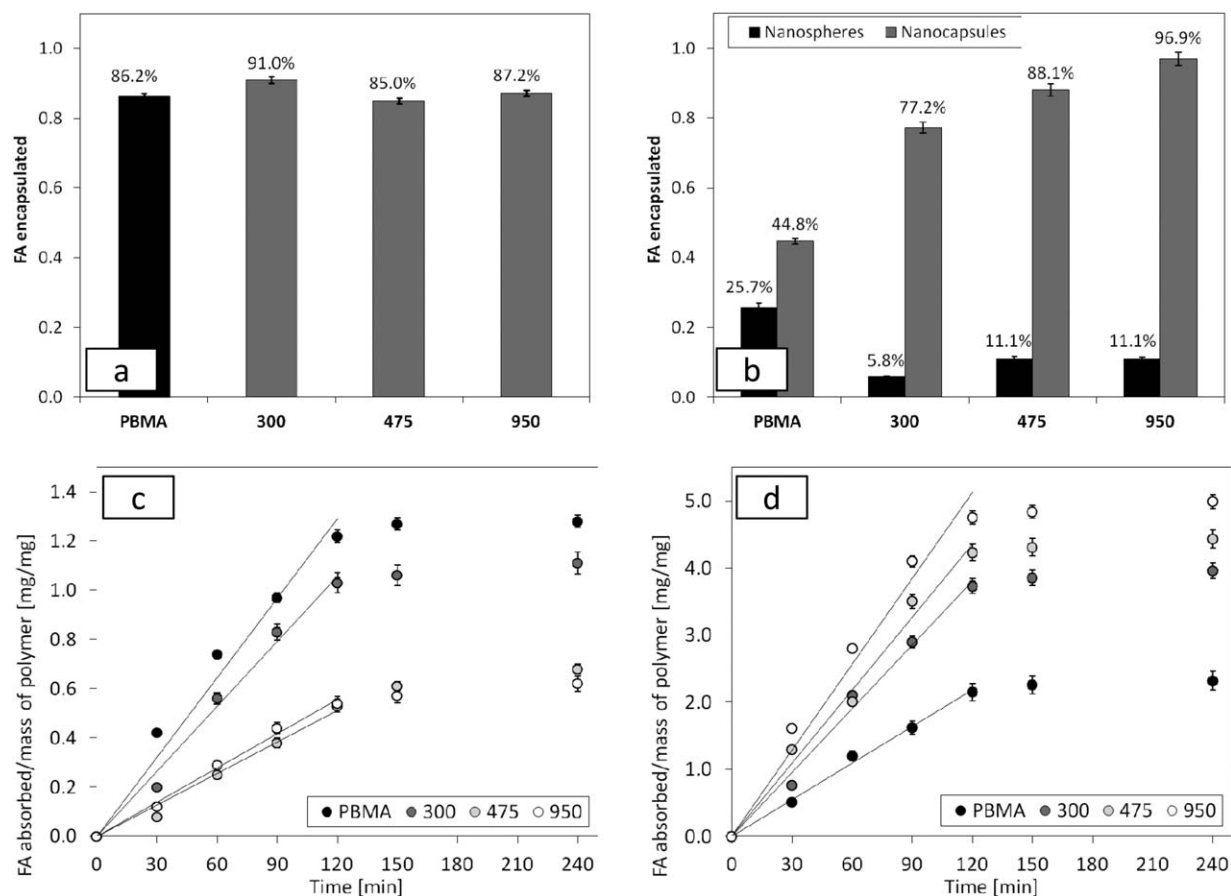 1.0
0.8
0.6
0.4
0.2
0.0
FA encapsulated
86.2%
91.0%
85.0%
87.2%
a
PBMA 300 475 950
1.0
0.8
0.6
0.4
0.2
0.0
FA encapsulated
Nanospheres Nanocapsules
25.7%
44.8%
5.8%
77.2%
11.1%
88.1%
11.1%
96.9%
b
PBMA 300 475 950
c
1.4
1.2
1.0
0.8
0.6
0.4
0.2
0.0
FA absorbed/mass of polymer [mg/mg]
PBMA 300 475 950
0 30 60 90 120 150 180 210 240
Time [min]
d
5.0
4.0
3.0
2.0
1.0
0.0
FA absorbed/mass of polymer [mg/mg]
PBMA 300 475 950
0 30 60 90 120 150 180 210 240
Time [min]